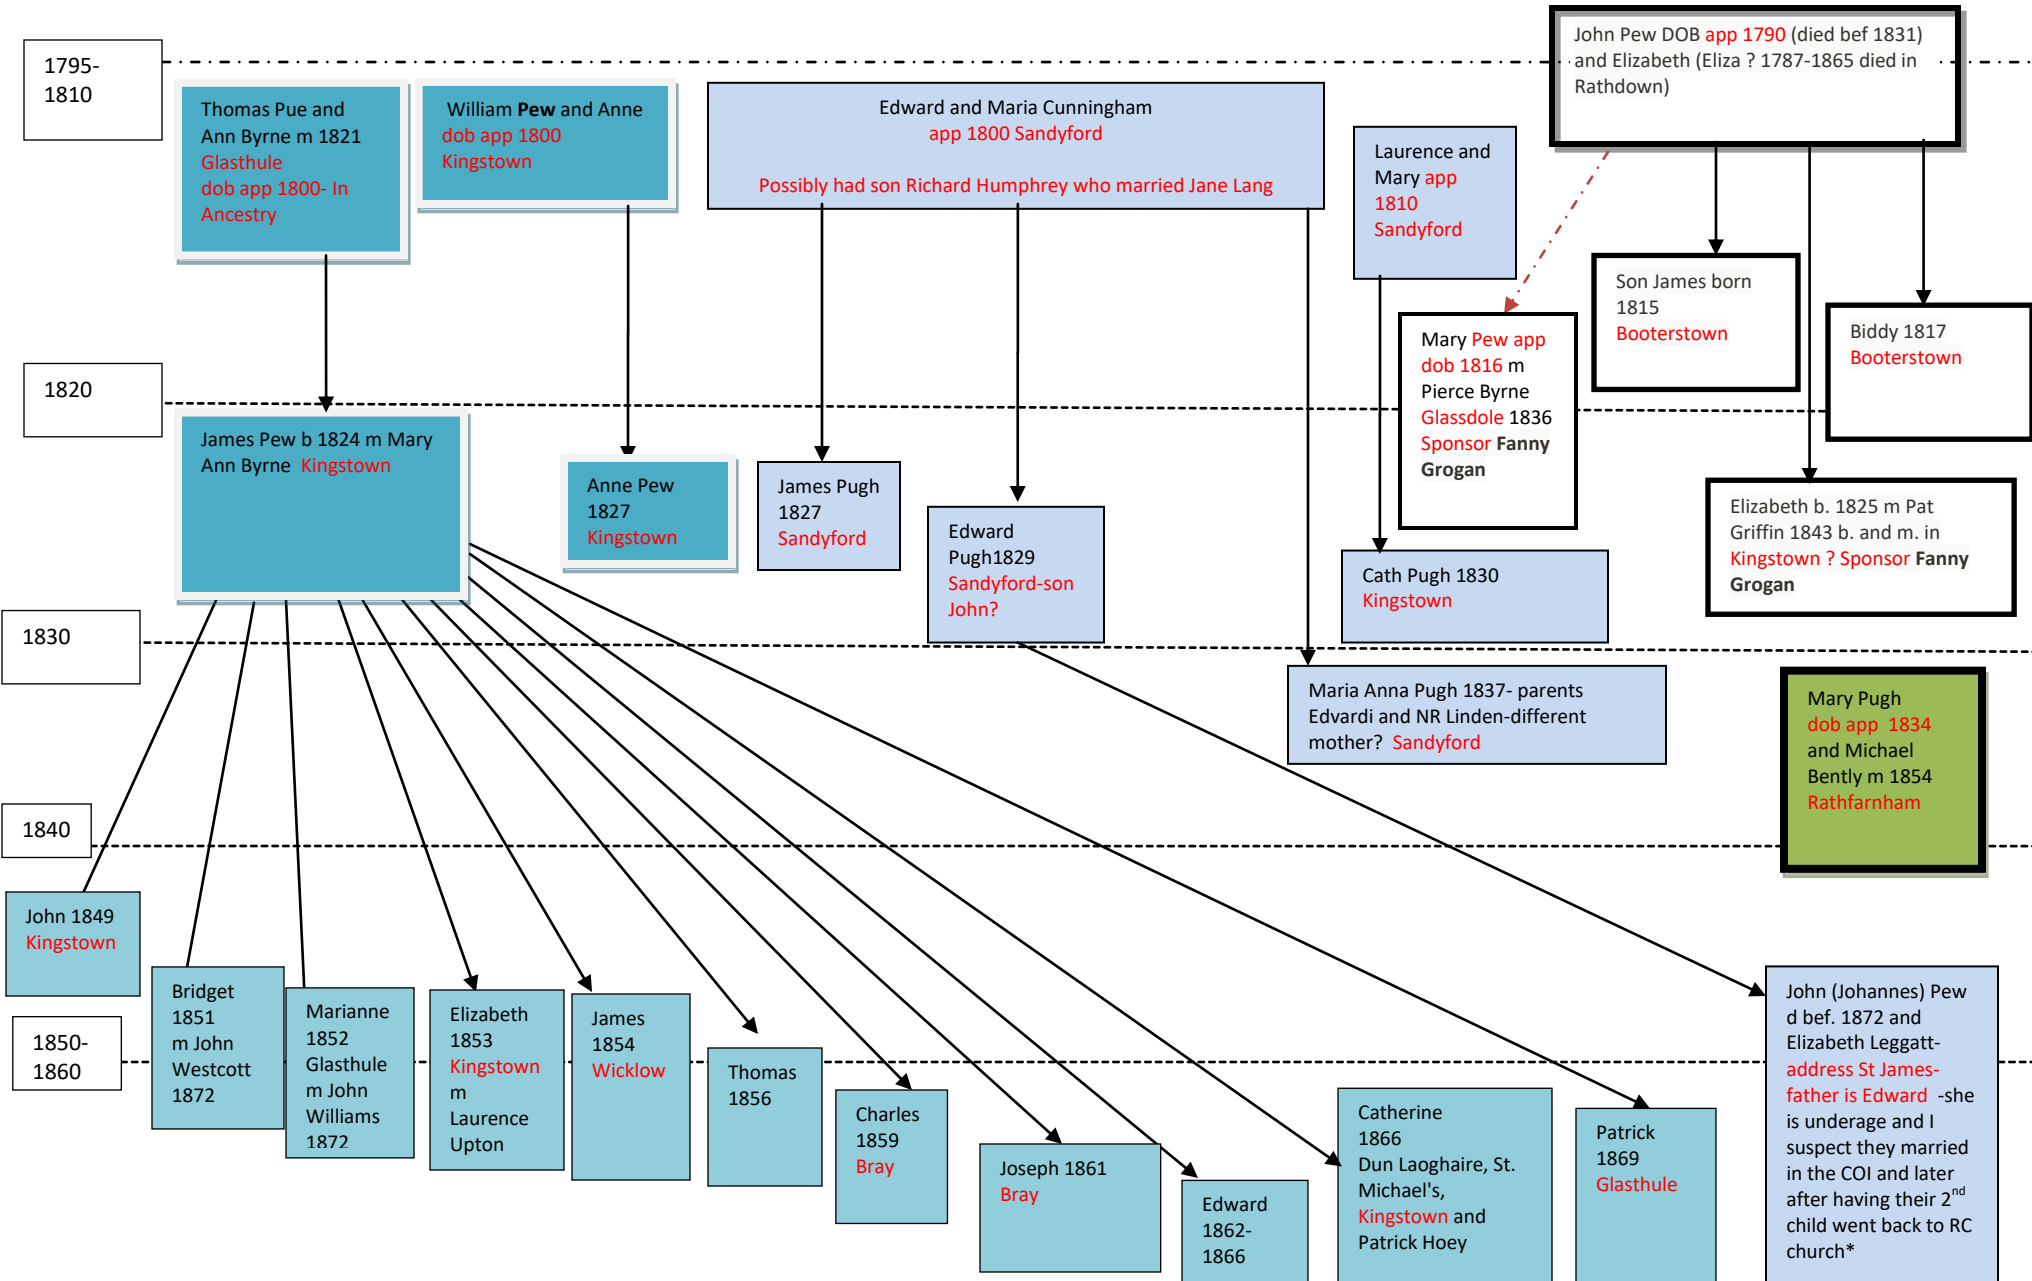 1795-
1810
Thomas Pue and
Ann Byrne m 1821
Glasthule
dob app 1800- In
Ancestry
William Pew and Anne
dob app 1800
Kingstown
Edward and Maria Cunningham
app 1800 Sandyford
Possibly had son Richard Humphrey who married Jane Lang
Laurence and
Mary app
1810
Sandyford
John Pew DOB app 1790 (died bef 1831)
and Elizabeth (Eliza ? 1787-1865 died in
Rathdown)
Mary Pew app
dob 1816 m
Pierce Byrne
Glassdole 1836
Sponsor Fanny
Grogan
Son James born
1815
Booterstown
Biddy 1817
Booterstown
1820
James Pew b 1824 m Mary
Ann Byrne Kingstown
Anne Pew
1827
Kingstown
James Pugh
1827
Sandyford
Edward
Pugh1829
Sandyford-son
John?
Cath Pugh 1830
Kingstown
Elizabeth b. 1825 m Pat
Griffin 1843 b. and m. in
Kingstown ? Sponsor Fanny
Grogan
1830
Maria Anna Pugh 1837- parents
Edvardi and NR Linden-different
mother? Sandyford
Mary Pugh
dob app 1834
and Michael
Bently m 1854
Rathfarnham
1840
John 1849
Kingstown
Bridget
1851
m John
Westcott
1872
Marianne
1852
Glasthule
m John
Williams
1872
Elizabeth
1853
Kingstown
m
Laurence
Upton
James
1854
Wicklow
1850-
1860
Thomas
1856
Charles
1859
Bray
Joseph 1861
Bray
Edward
1862-
1866
Catherine
1866
Dun Laoghaire, St.
Michael's,
Kingstown and
Patrick Hoey
Patrick
1869
Glasthule
John (Johannes) Pew
d bef. 1872 and
Elizabeth Leggatt-
address St James-
father is Edward -she
is underage and I
suspect they married
in the COI and later
after having their 2nd
child went back to RC
church*